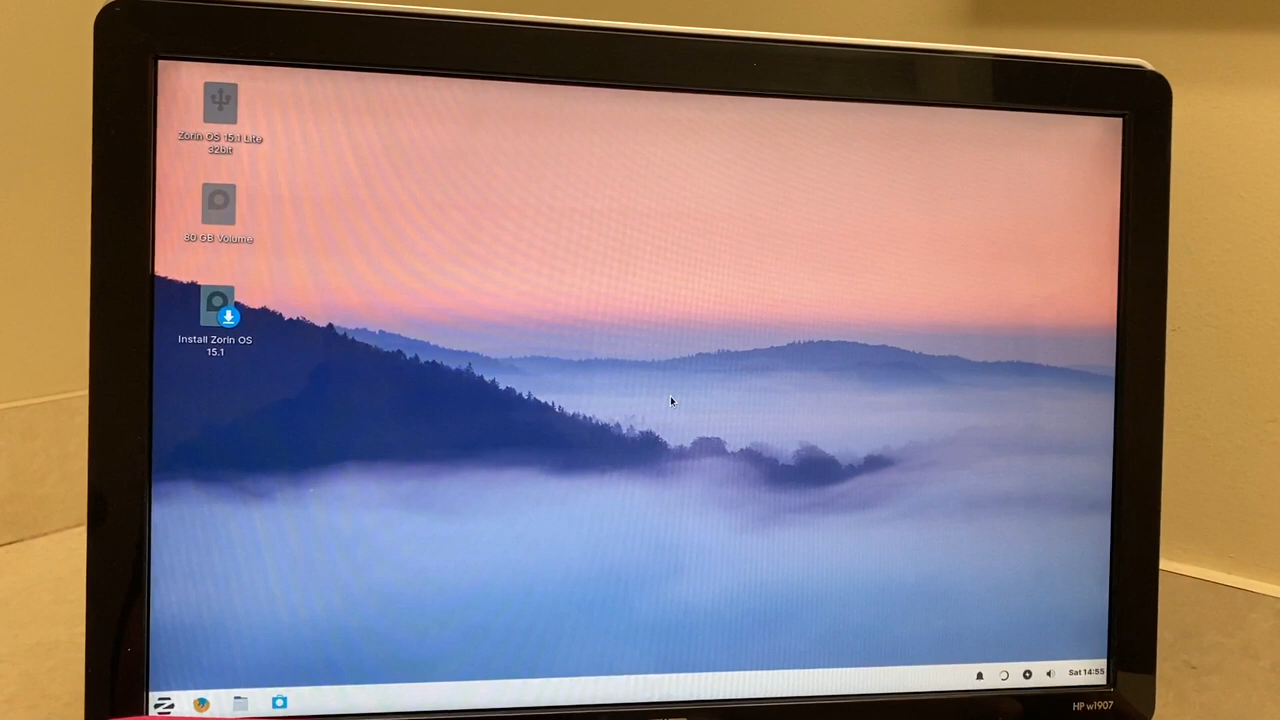 Zorin OS 15.1 Lite
32bit
80 GB Volume
Install Zorin OS
15.1
Sat 14:55
HP w1907